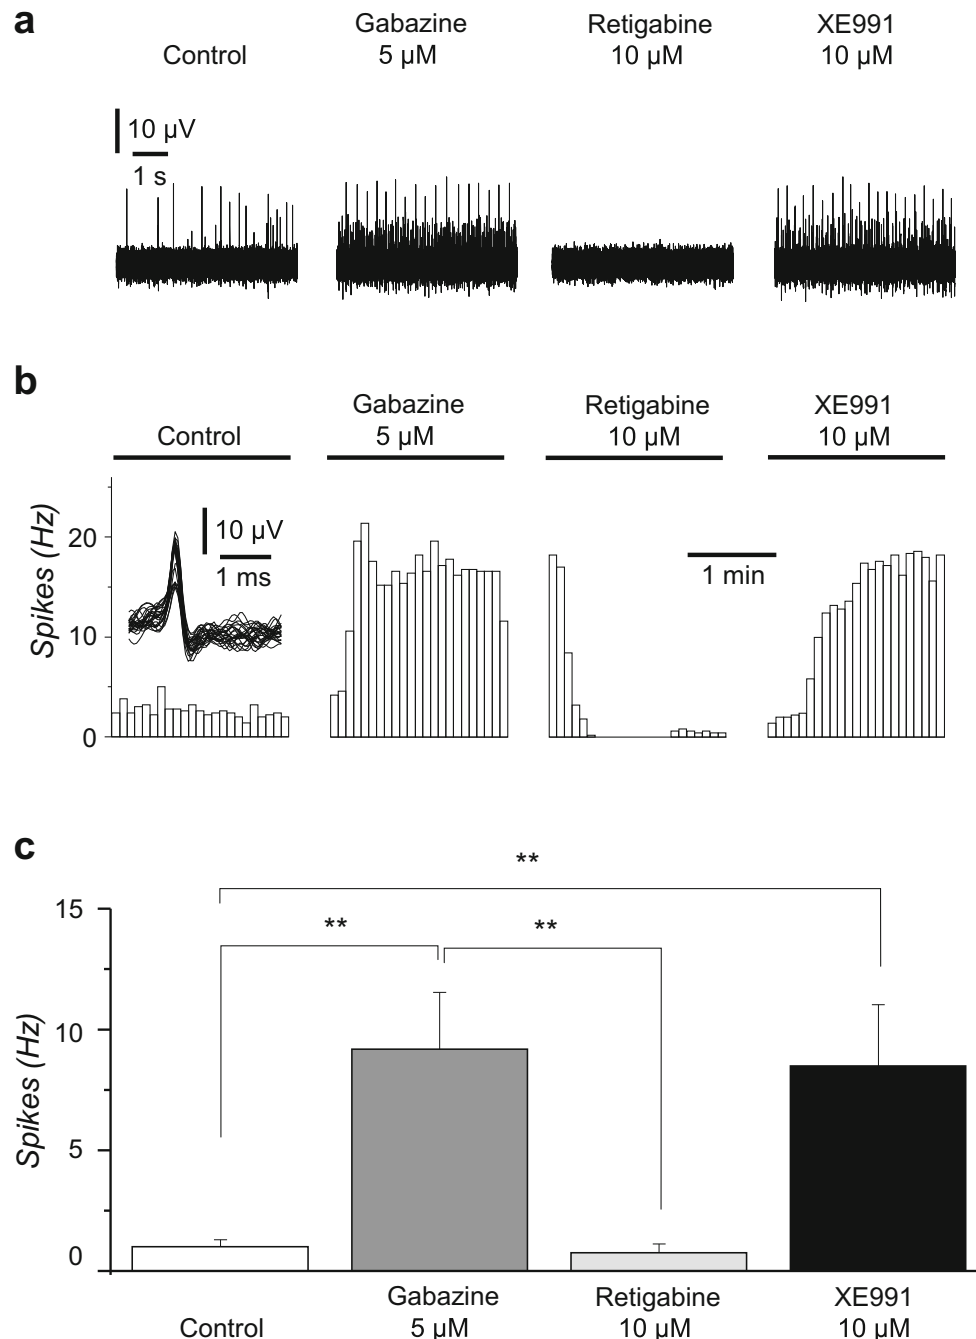 a
Control
Gabazine
5 µM
Retigabine
10 µM
XE991
10 µM
10 µV
1 s
b
Control
Gabazine
5 µM
Retigabine
10 µM
XE991
10 µM
Spikes (Hz)
20
10
0
10 µV
1 ms
1 min
c
**
**
**
Spikes (Hz)
15
10
5
0
Control
Gabazine
5 µM
Retigabine
10 µM
XE991
10 µM